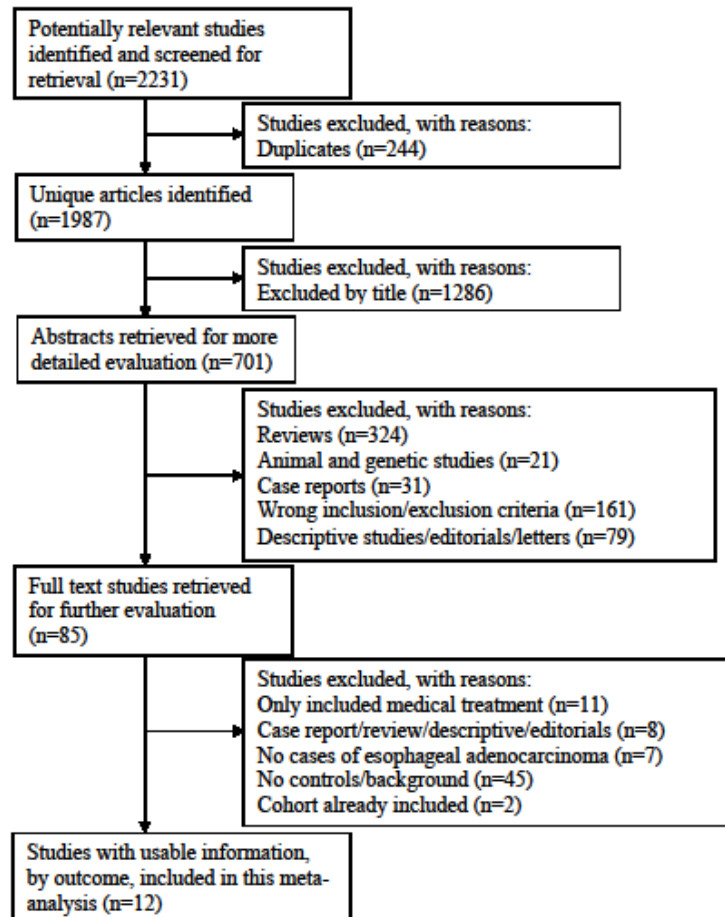 Potentially relevant studies
identified and screened for
retrieval (n=2231)
Studies excluded, with reasons:
Duplicates (n=244)
Unique articles identified
(n=1987)
Studies excluded, with reasons:
Excluded by title (n=1286)
Abstracts retrieved for more
detailed evaluation (n=701)
Studies excluded, with reasons:
Reviews (n=324)
Animal and genetic studies (n=21)
Case reports (n=31)
Wrong inclusion/exclusion criteria (n=161)
Descriptive studies/editorials/letters (n=79)
Full text studies retrieved
for further evaluation
(n=85)
Studies excluded, with reasons:
Only included medical treatment (n=11)
Case report/review/descriptive/editorials (n=8)
No cases of esophageal adenocarcinoma (n=7)
No controls/background (n=45)
Cohort already included (n=2)
Studies with usable information,
by outcome, included in this meta-
analysis (n=12)